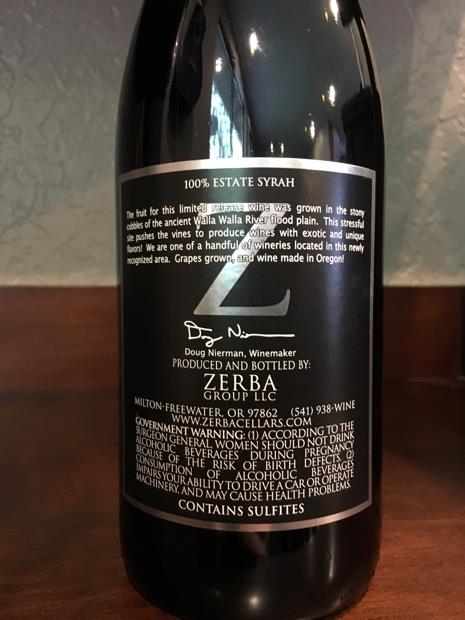 100% ESTATE SYRAH
The fruit for this limited release wine was grown in the stony
cobbles of the ancient Walla Walla River flood plain. This stressful
site pushes the vines to produce wines with exotic and unique
flavors! We are one of a handful of wineries located in this newly
recognized area. Grapes grown, and wine made in Oregon!
Z
Doug Nierman, Winemaker
PRODUCED AND BOTTLED BY:
ZERBA
GROUP LLC
MILTON-FREEWATER, OR 97862 (541) 938-WINE
WWW.ZERBACELLARS.COM
GOVERNMENT WARNING: (1) ACCORDING TO THE
SURGEON GENERAL, WOMEN SHOULD NOT DRINK
ALCOHOLIC BEVERAGES DURING PREGNANCY
BECAUSE OF THE RISK OF BIRTH DEFECTS. (2)
CONSUMPTION OF ALCOHOLIC BEVERAGES
IMPAIRS YOUR ABILITY TO DRIVE A CAR OR OPERATE
MACHINERY, AND MAY CAUSE HEALTH PROBLEMS.
CONTAINS SULFITES